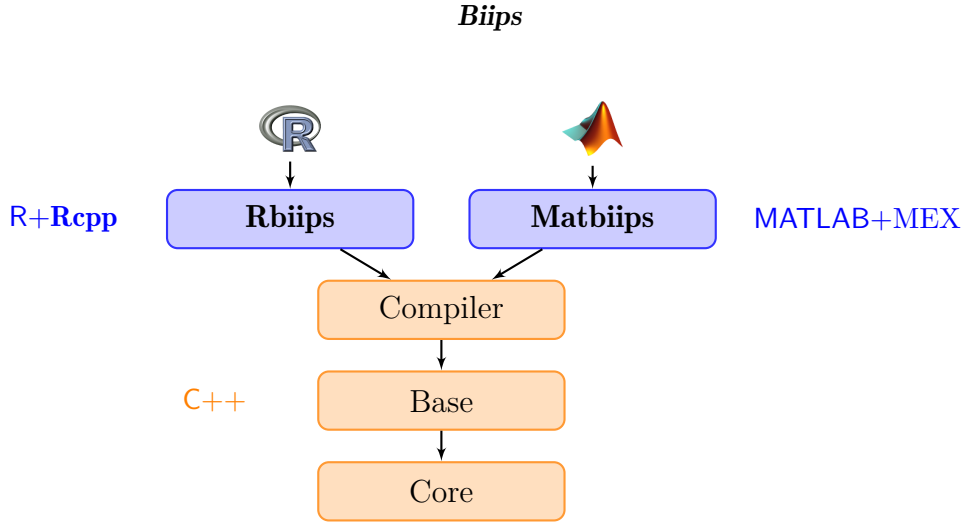 Biips
R
R+Rcpp
Rbiips
Matbiips
MATLAB+MEX
Compiler
C++
Base
Core